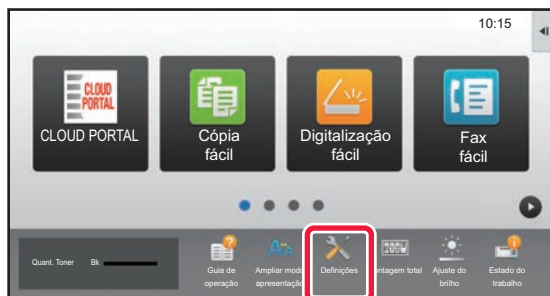 10:15
CLOUD
PORTAL
CLOUD PORTAL
Cópia
fácil
Digitalização
fácil
Fax
fácil
Quant. Toner Bk
Guia de
operação
Ampliar modo
apresentação
Definições
ntagem total
Ajuste do
brilho
Estado do
trabalho